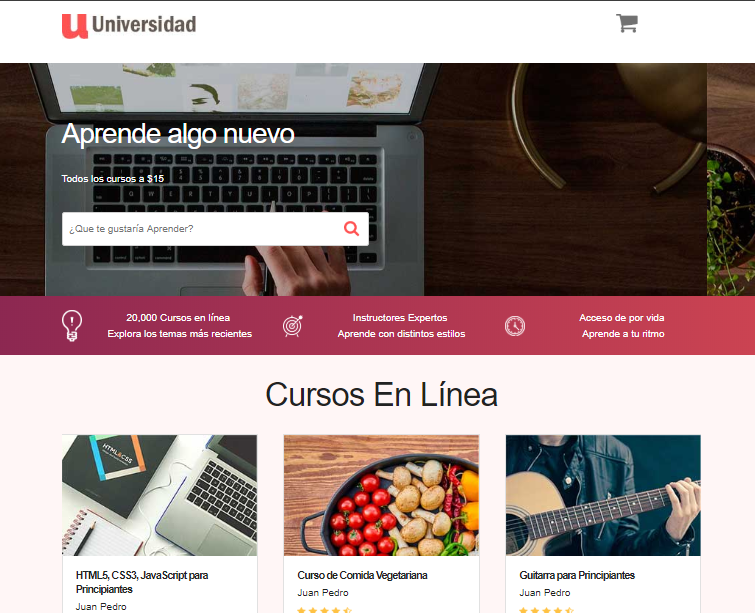 u Universidad
Aprende algo nuevo
Todos los cursos a $15
¿Que te gustaría Aprender?
20,000 Cursos en línea
Explora los temas más recientes
Instructores Expertos
Aprende con distintos estilos
Acceso de por vida
Aprende a tu ritmo
Cursos En Línea
HTML&CSS
HTML5, CSS3, JavaScript para
Principiantes
Juan Pedro
Curso de Comida Vegetariana
Juan Pedro
Guitarra para Principiantes
Juan Pedro